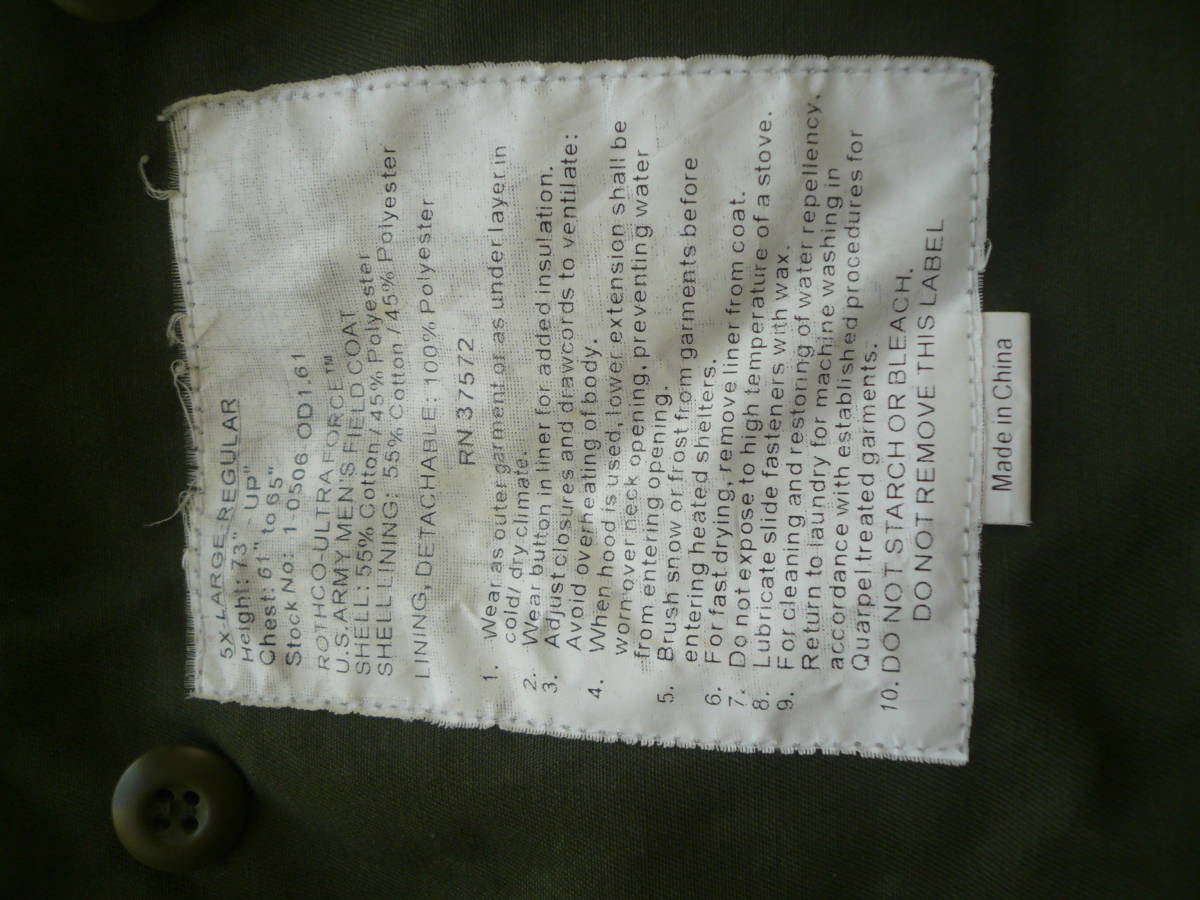 5X LARGE REGULAR
Height: 73" - UP"
Chest: 61" to 65"
Stock No: 1-0506-OD1.61
ROTHCO-ULTRA FORCE™
U.S. ARMY MEN'S FIELD COAT
SHELL: 55% Cotton / 45% Polyester
SHELL LINING: 55% Cotton / 45% Polyester
LINING, DETACHABLE: 100% Polyester
RN 37572
1. Wear as outer garment or as under layer in
cold/ dry climate.
2. Wear button in liner for added insulation.
3. Adjust closures and drawcords to ventilate:
Avoid overheating of body.
4. When hood is used, lower extension shall be
worn over neck opening, preventing water
from entering opening.
5. Brush snow or frost from garments before
entering heated shelters.
6. For fast drying, remove liner from coat.
7. Do not expose to high temperature of a stove.
8. Lubricate slide fasteners with wax.
9. For cleaning and restoring of water repellency.
Return to laundry for machine washing in
accordance with established procedures for
Quarpel treated garments.
10. DO NOT STARCH OR BLEACH.
DO NOT REMOVE THIS LABEL
Made in China